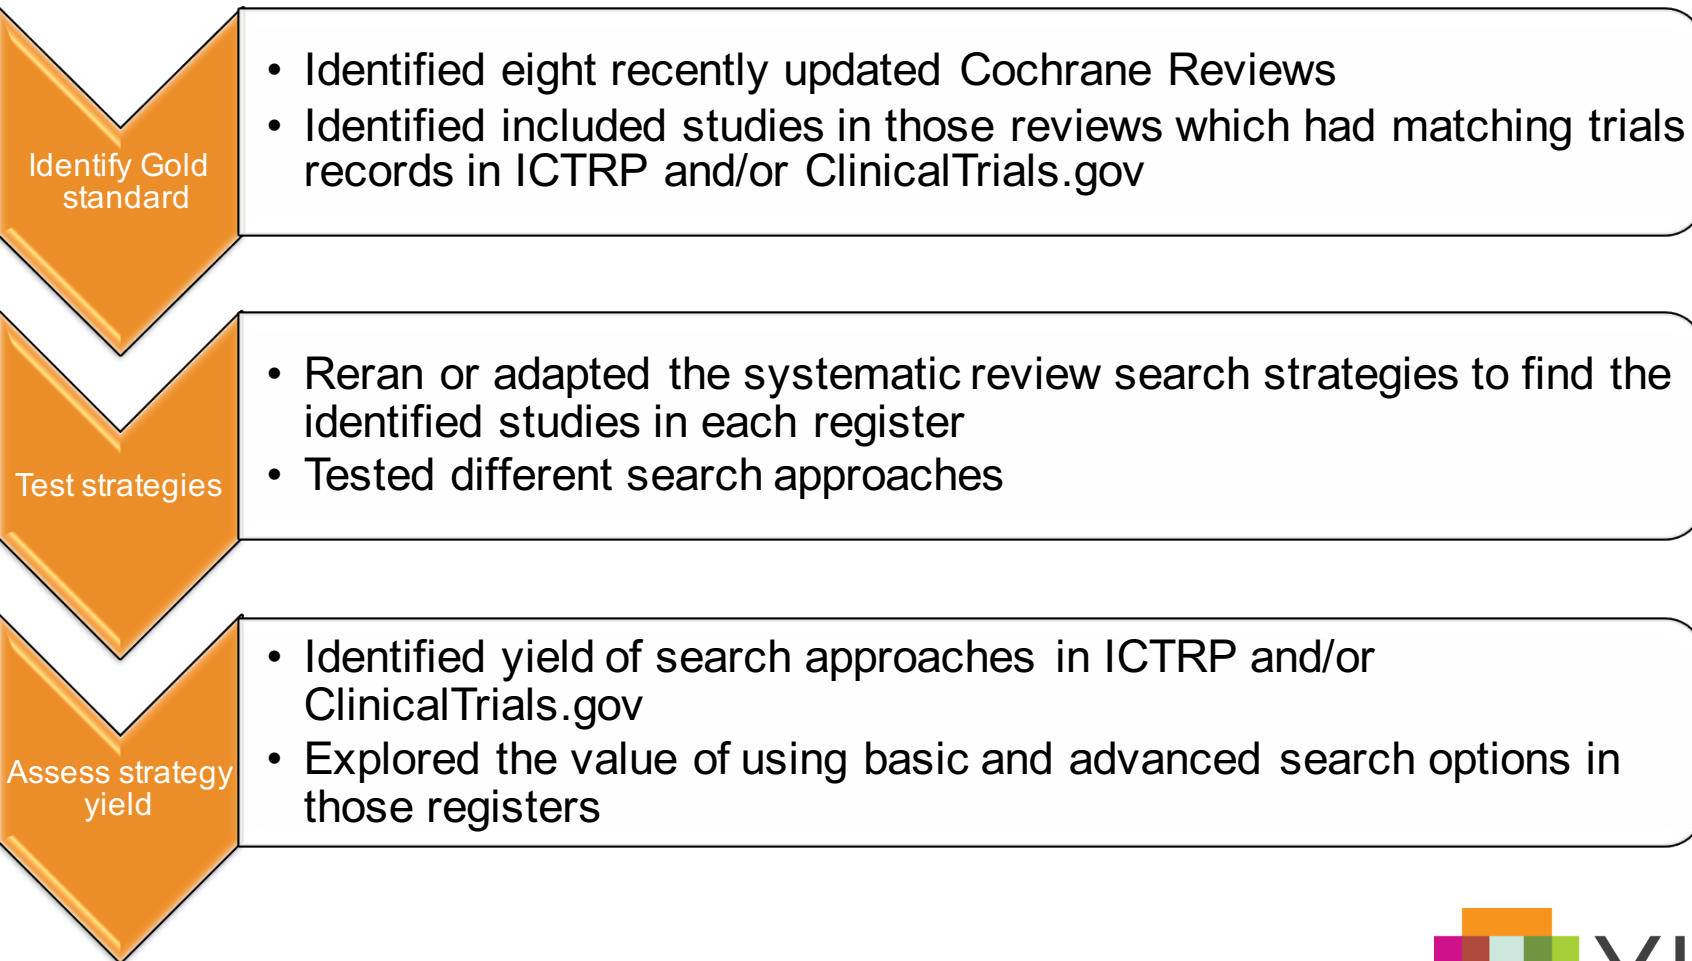 Identify Gold
standard
• Identified eight recently updated Cochrane Reviews
• Identified included studies in those reviews which had matching trials
records in ICTRP and/or ClinicalTrials.gov
Test strategies
• Reran or adapted the systematic review search strategies to find the
identified studies in each register
• Tested different search approaches
Assess strategy
yield
• Identified yield of search approaches in ICTRP and/or
ClinicalTrials.gov
• Explored the value of using basic and advanced search options in
those registers